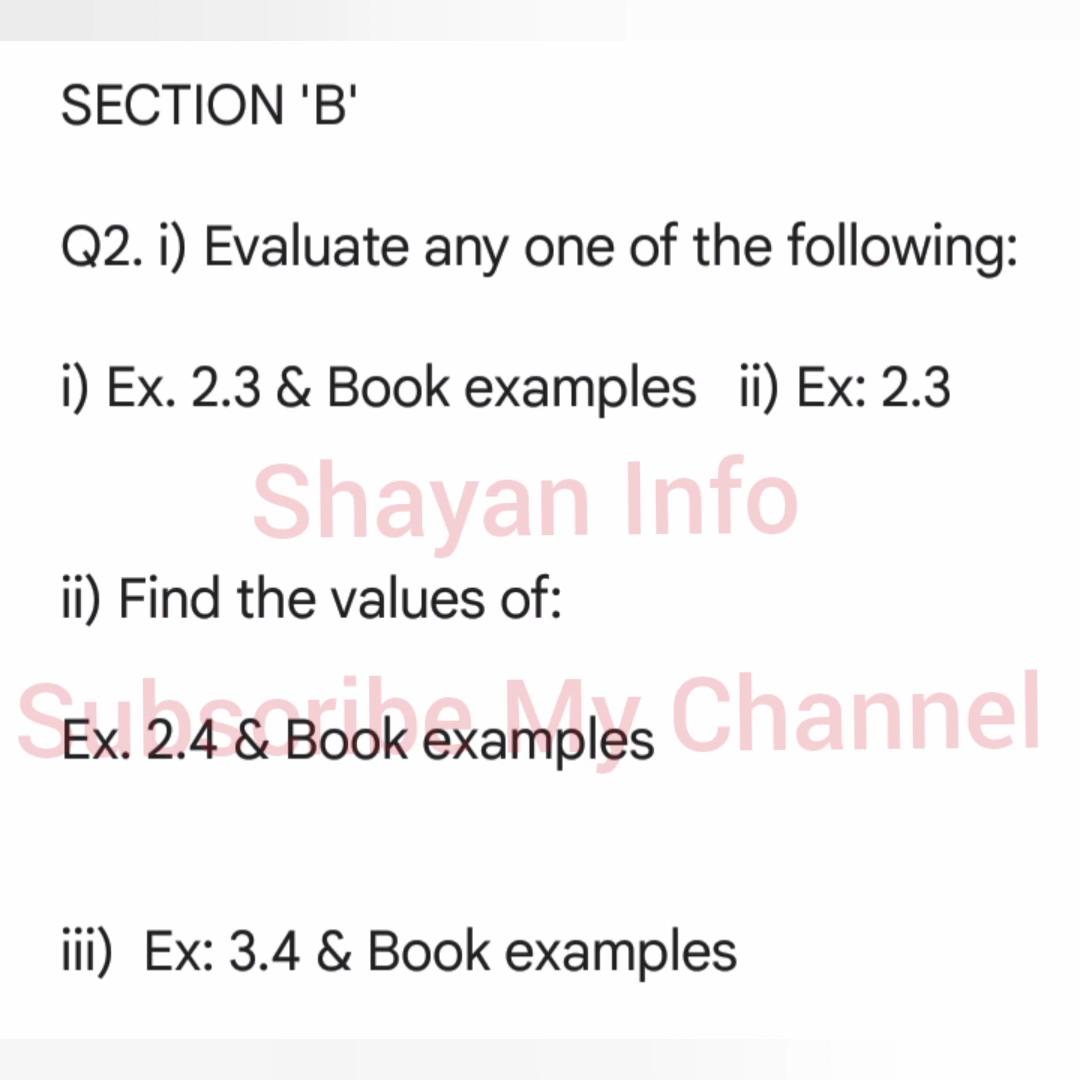 SECTION 'B'
Q2. i) Evaluate any one of the following:
i) Ex. 2.3 & Book examples ii) Ex: 2.3
Shayan Info
ii) Find the values of:
Subscribe My Channel
Ex. 2.4 & Book examples
iii) Ex: 3.4 & Book examples